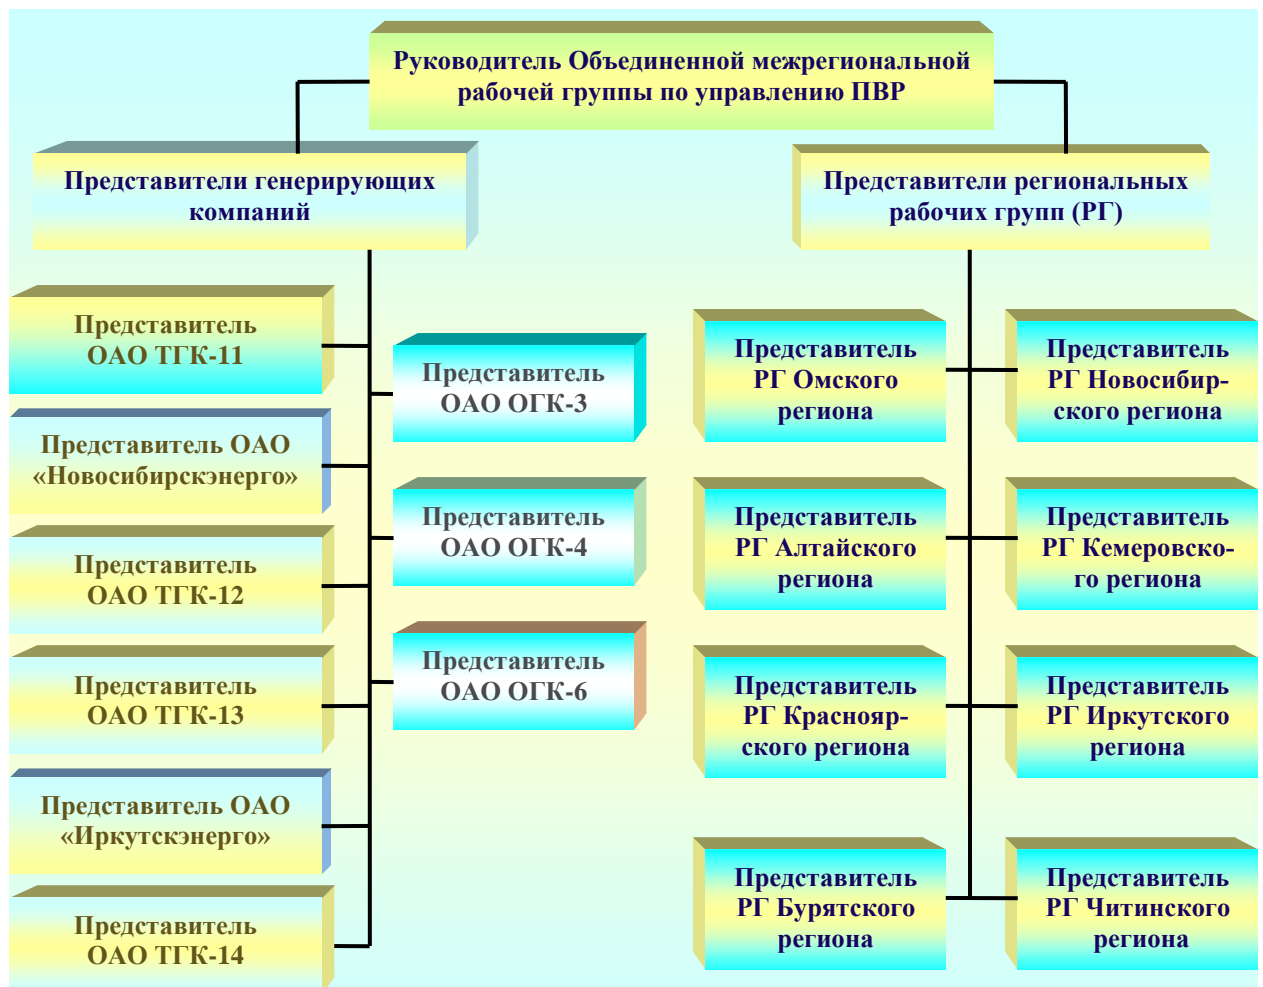 Руководитель Объединенной межрегиональной
рабочей группы по управлению ПВР
Представители генерирующих
компаний
Представитель
ОАО ТГК-11
Представитель ОАО
«Новосибирскэнерго»
Представитель
ОАО ТГК-12
Представитель
ОАО ТГК-13
Представитель ОАО
«Иркутскэнерго»
Представитель
ОАО ТГК-14
Представитель
ОАО ОГК-3
Представитель
ОАО ОГК-4
Представитель
ОАО ОГК-6
Представители региональных
рабочих групп (РГ)
Представитель
РГ Омского
региона
Представитель
РГ Новосибир-
ского региона
Представитель
РГ Алтайского
региона
Представитель
РГ Кемеровско-
го региона
Представитель
РГ Краснояр-
ского региона
Представитель
РГ Иркутского
региона
Представитель
РГ Бурятского
региона
Представитель
РГ Читинского
региона